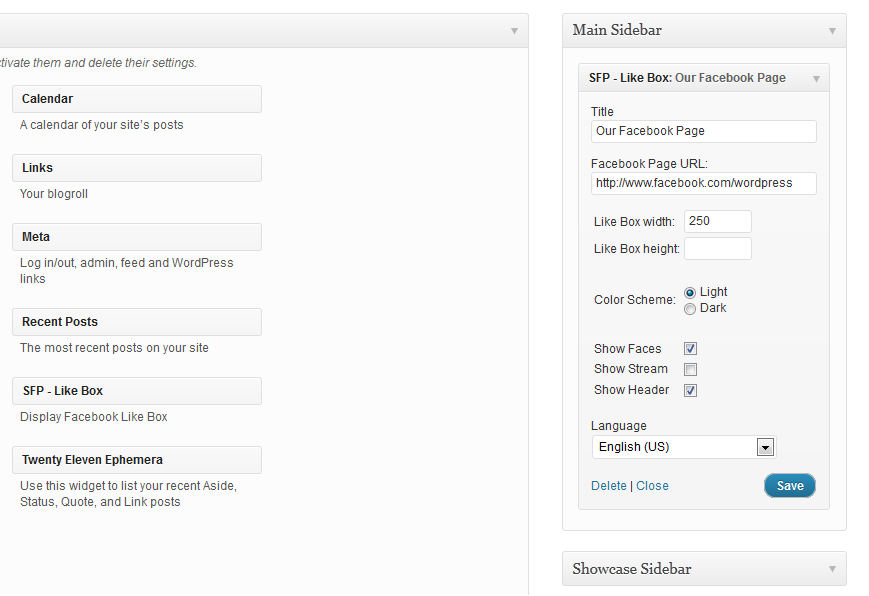 ctivate them and delete their settings.
Calendar
A calendar of your site's posts
Links
Your blogroll
Meta
Log in/out, admin, feed and WordPress
links
Recent Posts
The most recent posts on your site
SFP - Like Box
Display Facebook Like Box
Twenty Eleven Ephemera
Use this widget to list your recent Aside,
Status, Quote, and Link posts
Main Sidebar
SFP - Like Box: Our Facebook Page
Title
Our Facebook Page
Facebook Page URL:
http://www.facebook.com/wordpress
Like Box width: 250
Like Box height:
Color Scheme: Light
Dark
Show Faces
Show Stream
Show Header
Language
English (US)
Delete | Close Save
Showcase Sidebar